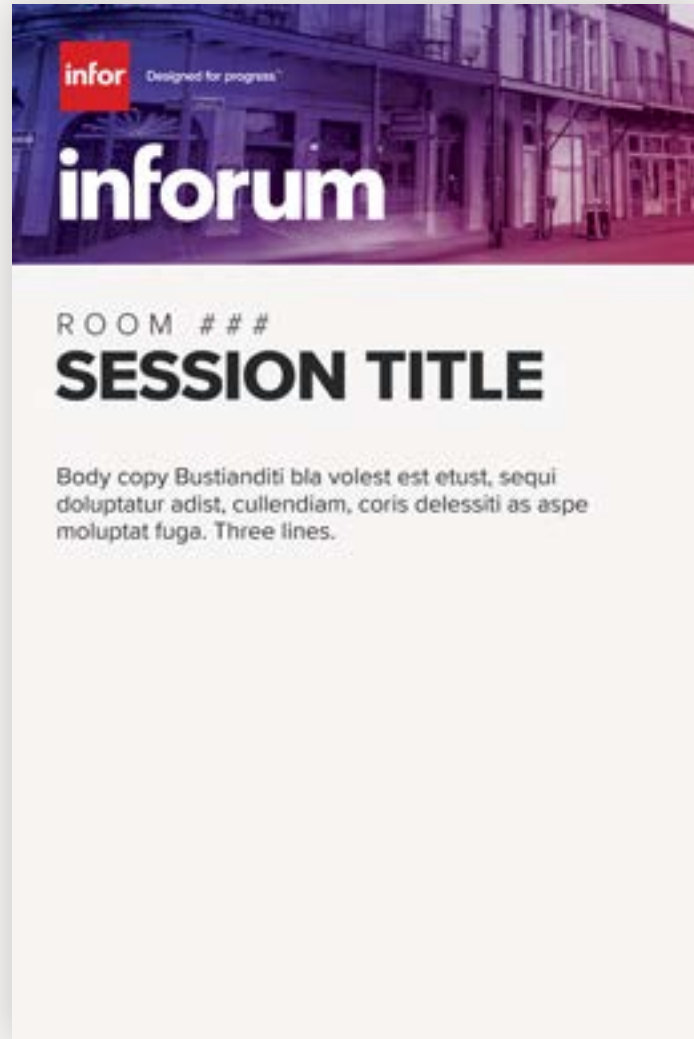 infor
Designed for progress™
inforum
ROOM ###
SESSION TITLE
Body copy Bustianditi bla volest est etust, sequi
doluptatur adist, cullendiam, coris delessiti as aspe
moluptat fuga. Three lines.